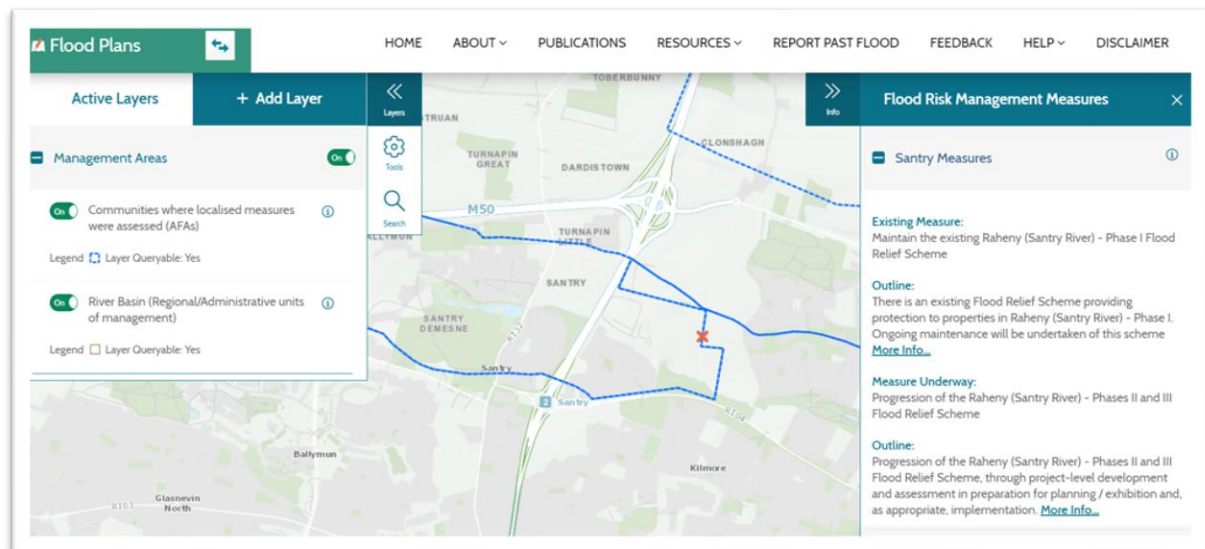 Flood Plans
HOME ABOUT PUBLICATIONS RESOURCES REPORT PAST FLOOD FEEDBACK HELP DISCLAIMER
Active Layers
+ Add Layer
Management Areas
On
On
Communities where localised measures
were assessed (AFAs)
Legend Layer Queryable: Yes
On
River Basin (Regional/Administrative units
of management)
Legend Layer Queryable: Yes
Layers
Tools
Search
Info
TOBERBUNNY
TURNAPIN
GREAT
DARDISTOWN
CLONSHAGH
M50
TURNAPIN
LITTLE
SANTRY
SANTRY
DEMESNE
R132
Santry
2 Santry
R104
Kilmore
Ballymun
Glasnevin
North
R103
Flood Risk Management Measures
Santry Measures
Existing Measure:
Maintain the existing Raheny (Santry River) - Phase I Flood
Relief Scheme
Outline:
There is an existing Flood Relief Scheme providing
protection to properties in Raheny (Santry River) - Phase I.
Ongoing maintenance will be undertaken of this scheme
More Info...
Measure Underway:
Progression of the Raheny (Santry River) - Phases II and III
Flood Relief Scheme
Outline:
Progression of the Raheny (Santry River) - Phases II and III
Flood Relief Scheme, through project-level development
and assessment in preparation for planning / exhibition and,
as appropriate, implementation. More Info...